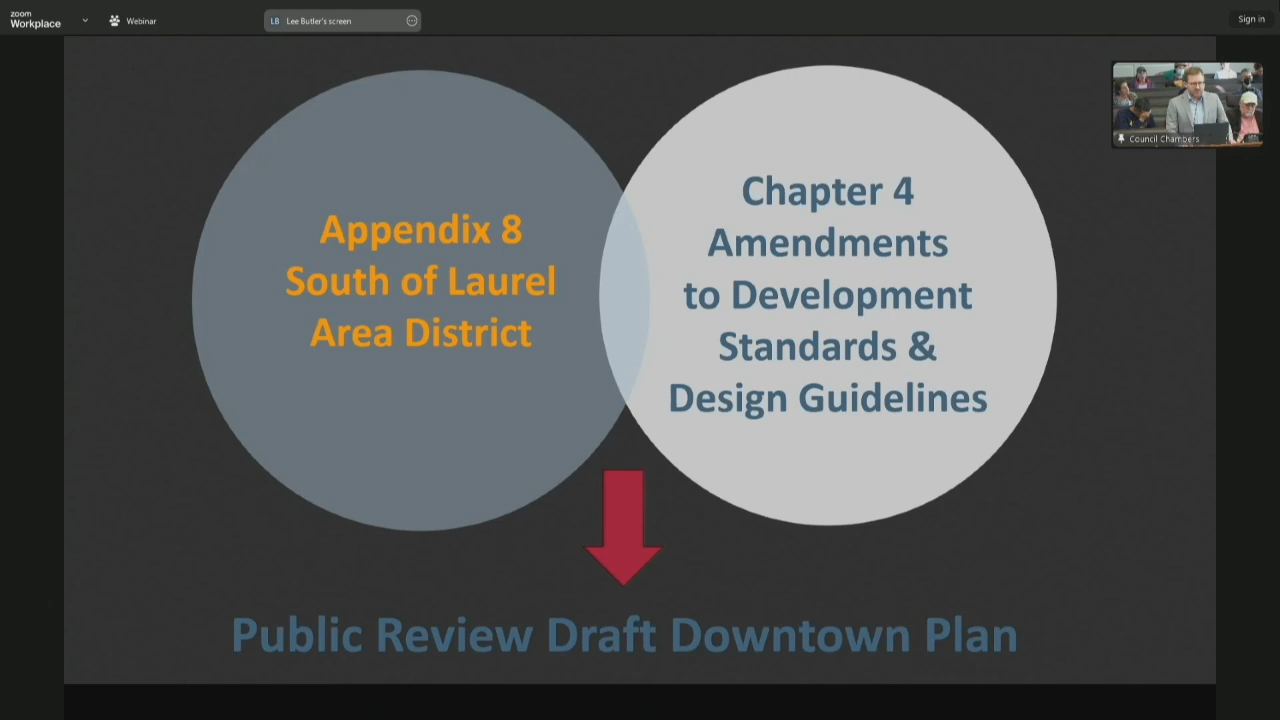 zoom
Workplace
Webinar
LB Lee Butler's screen
Sign in
Council Chambers
Appendix 8
South of Laurel
Area District
Chapter 4
Amendments
to Development
Standards &
Design Guidelines
Public Review Draft Downtown Plan